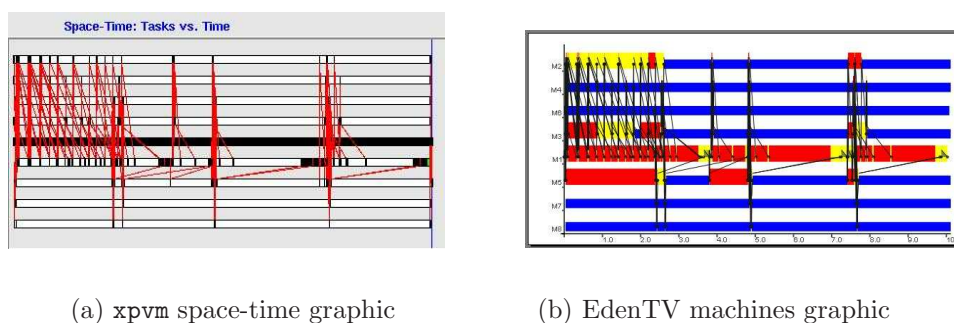 Space-Time: Tasks vs. Time
M2
M4
M6
M3
M1
M5
M7
M8
1.0 2.0 3.0 4.0 5.0 6.0 7.0 8.0 9.0 10
(a) xpvm space-time graphic
(b) EdenTV machines graphic